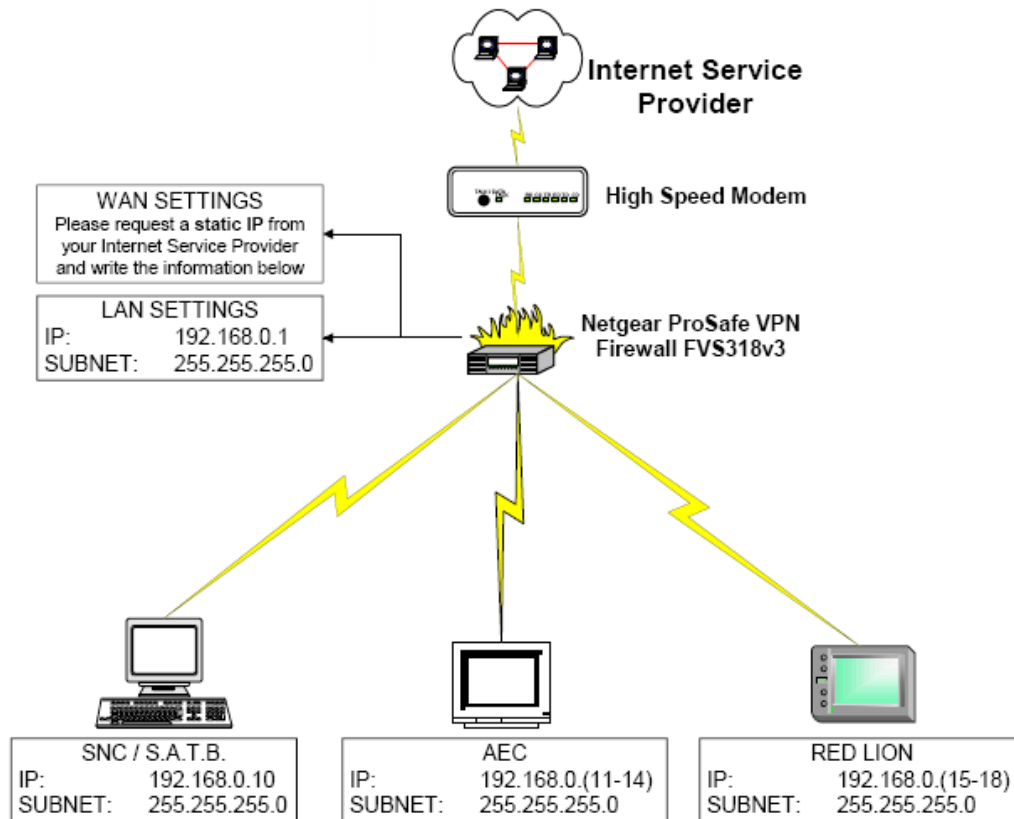 Internet Service
Provider
High Speed Modem
WAN SETTINGS
Please request a static IP from
your Internet Service Provider
and write the information below
LAN SETTINGS
IP: 192.168.0.1
SUBNET: 255.255.255.0
Netgear ProSafe VPN
Firewall FVS318v3
SNC / S.A.T.B.
IP: 192.168.0.10
SUBNET: 255.255.255.0
AEC
IP: 192.168.0.(11-14)
SUBNET: 255.255.255.0
RED LION
IP: 192.168.0.(15-18)
SUBNET: 255.255.255.0